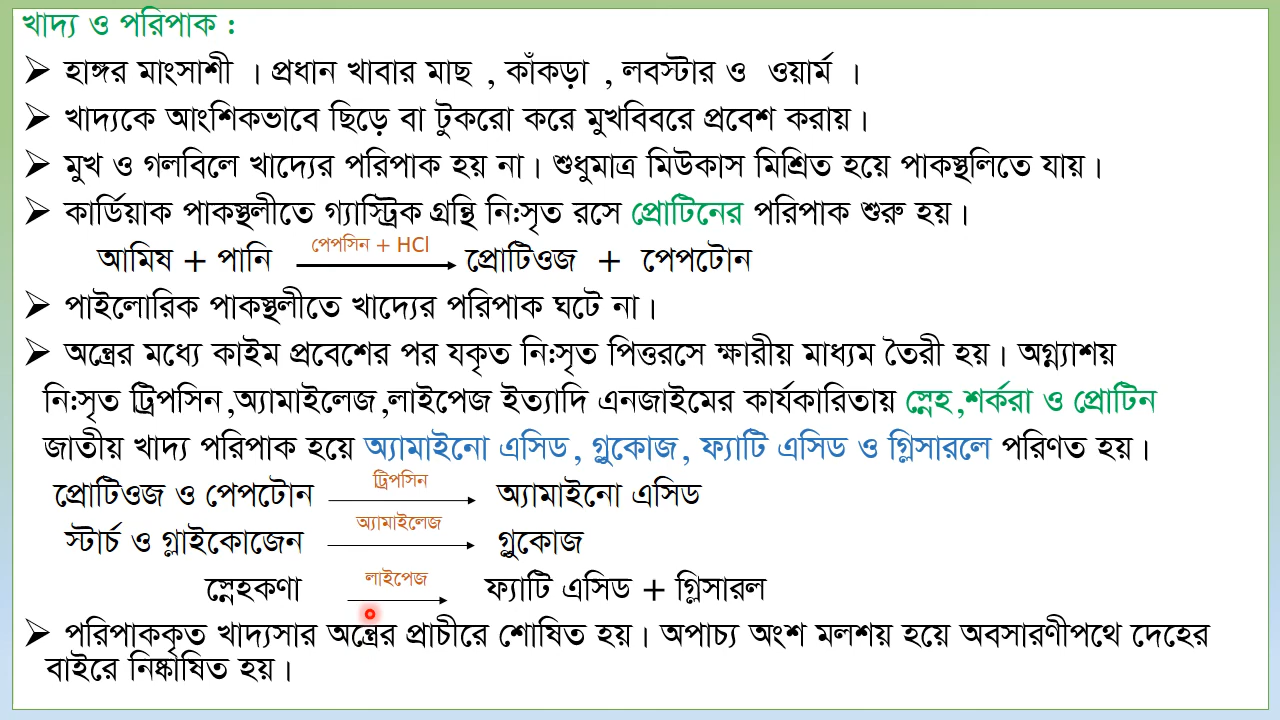 খাদ্য ও পরিপাক :
➢ হাঙ্গর মাংসাশী । প্রধান খাবার মাছ , কাঁকড়া , লবস্টার ও ওয়ার্ম ।
➢ খাদ্যকে আংশিকভাবে ছিড়ে বা টুকরো করে মুখবিবরে প্রবেশ করায়।
➢ মুখ ও গলবিলে খাদ্যের পরিপাক হয় না। শুধুমাত্র মিউকাস মিশ্রিত হয়ে পাকস্থলিতে যায়।
➢ কার্ডিয়াক পাকস্থলীতে গ্যাস্ট্রিক গ্রন্থি নি:সৃত রসে প্রোটিনের পরিপাক শুরু হয়।
পেপসিন + HCl
আমিষ + পানি ⟶ প্রোটিওজ + পেপটোন
➢ পাইলোরিক পাকস্থলীতে খাদ্যের পরিপাক ঘটে না।
➢ অন্ত্রের মধ্যে কাইম প্রবেশের পর যকৃত নি:সৃত পিত্তরসে ক্ষারীয় মাধ্যম তৈরী হয়। অগ্ন্যাশয়
নি:সৃত ট্রিপসিন,অ্যামাইলেজ,লাইপেজ ইত্যাদি এনজাইমের কার্যকারিতায় স্নেহ,শর্করা ও প্রোটিন
জাতীয় খাদ্য পরিপাক হয়ে অ্যামাইনো এসিড, গ্লুকোজ, ফ্যাটি এসিড ও গ্লিসারলে পরিণত হয়।
ট্রিপসিন
প্রোটিওজ ও পেপটোন ⟶ অ্যামাইনো এসিড
অ্যামাইলেজ
স্টার্চ ও গ্লাইকোজেন ⟶ গ্লুকোজ
লাইপেজ
স্নেহকণা ⟶ ফ্যাটি এসিড + গ্লিসারল
➢ পরিপাককৃত খাদ্যসার অন্ত্রের প্রাচীরে শোষিত হয়। অপাচ্য অংশ মলশয় হয়ে অবসারণীপথে দেহের
বাইরে নিষ্কাষিত হয়।